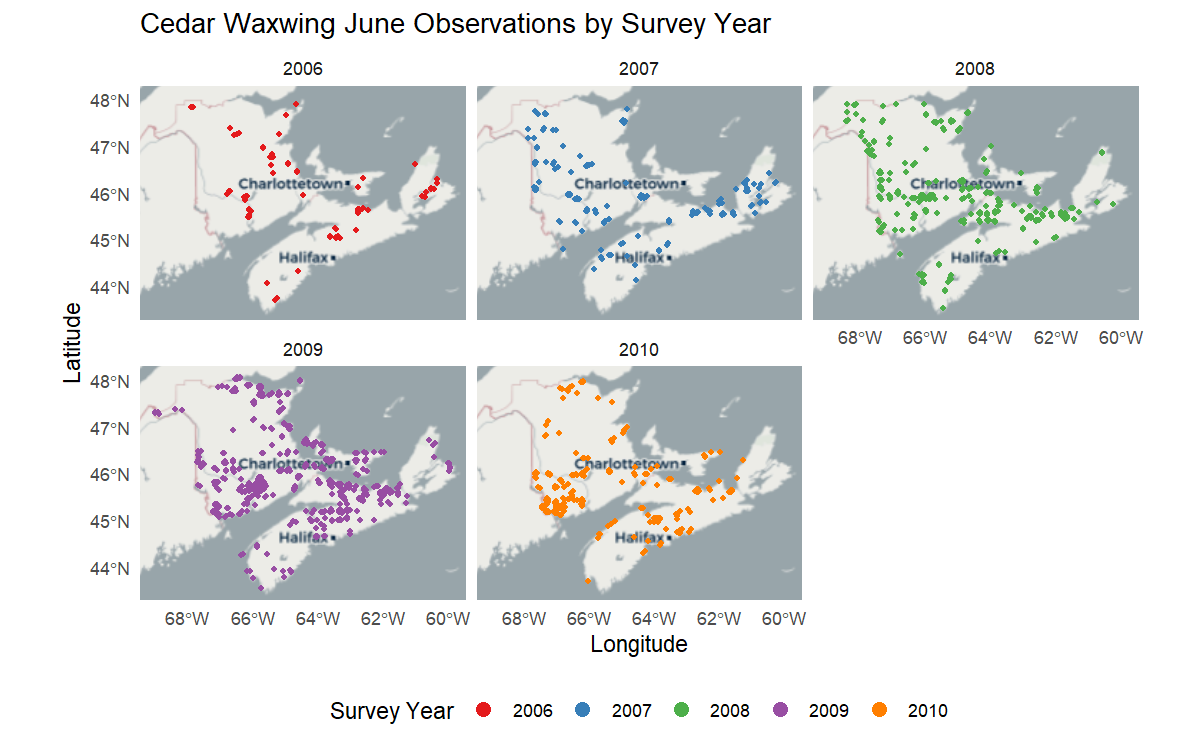 Cedar Waxwing June Observations by Survey Year
2006 2007 2008
48°N
47°N
46°N
45°N
44°N
Charlottetown
Halifax
Charlottetown
Halifax
Charlottetown
Halifax
68°W 66°W 64°W 62°W 60°W
Latitude
2009 2010
48°N
47°N
46°N
45°N
44°N
Charlottetown
Halifax
Charlottetown
Halifax
68°W 66°W 64°W 62°W 60°W 68°W 66°W 64°W 62°W 60°W
Longitude
Survey Year 2006 2007 2008 2009 2010